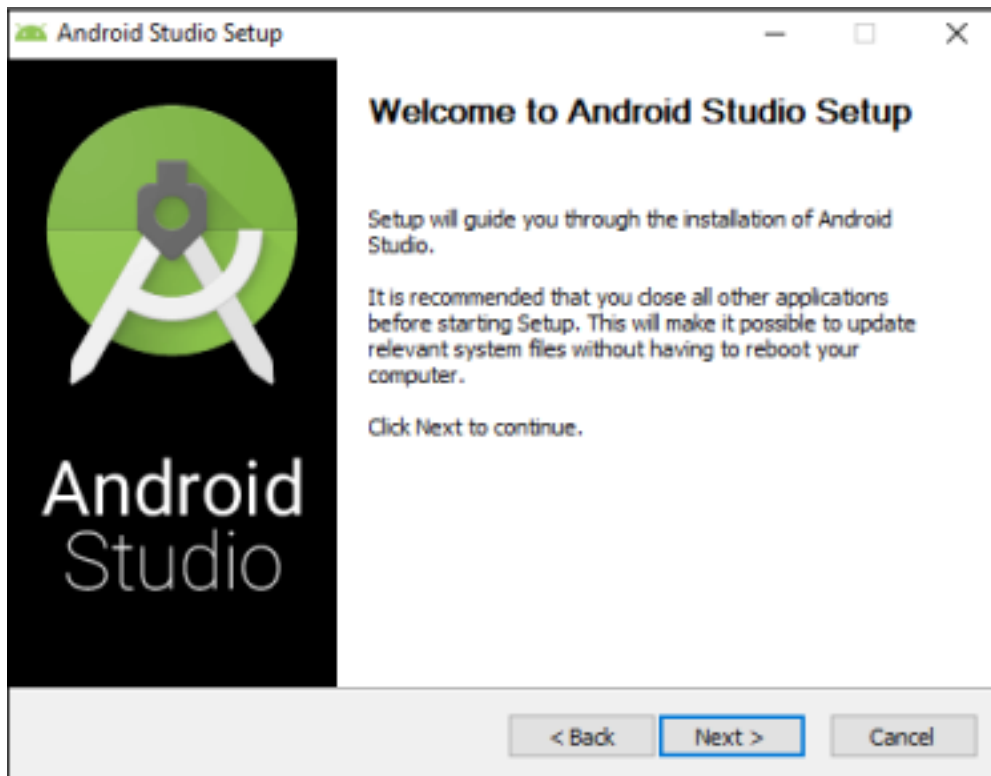 Android Studio Setup
Welcome to Android Studio Setup
Setup will guide you through the installation of Android
Studio.
It is recommended that you close all other applications
before starting Setup. This will make it possible to update
relevant system files without having to reboot your
computer.
Click Next to continue.
Android
Studio
< Back
Next >
Cancel